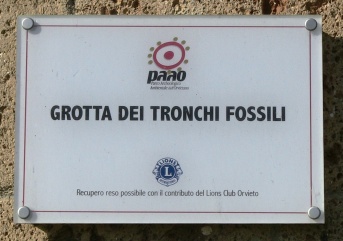 paao
GROTTA DEI TRONCHI FOSSILI
LIONS
L
Recupero reso possibile con il contributo del Lions Club Orvieto